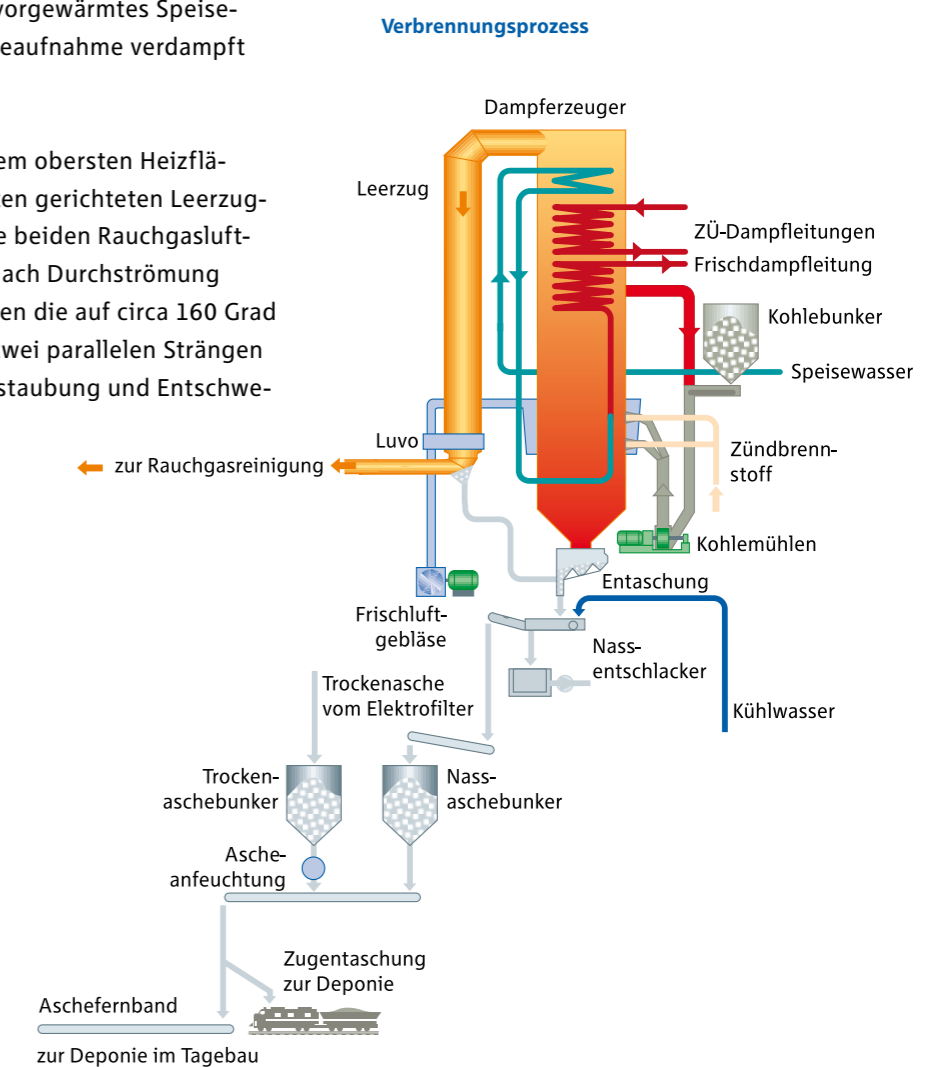 vorgewärmtes Speise-
eaufnahme verdampft
em obersten Heizflä-
ten gerichteten Leerzug-
e beiden Rauchgasluft-
ach Durchströmung
en die auf circa 160 Grad
wei parallelen Strängen
staubung und Entschwe-
Verbrennungsprozess
Dampferzeuger
Leerzug
ZÜ-Dampfleitungen
Frischdampfleitung
Kohlebunker
Speisewasser
Luvo
zur Rauchgasreinigung
Zündbrenn-
stoff
Kohlemühlen
Entaschung
Frischluft-
gebläse
Nass-
entschlacker
Trockenasche
vom Elektrofilter
Kühlwasser
Trocken-
aschebunker
Nass-
aschebunker
Asche-
anfeuchtung
Zugentaschung
zur Deponie
Aschefernband
zur Deponie im Tagebau